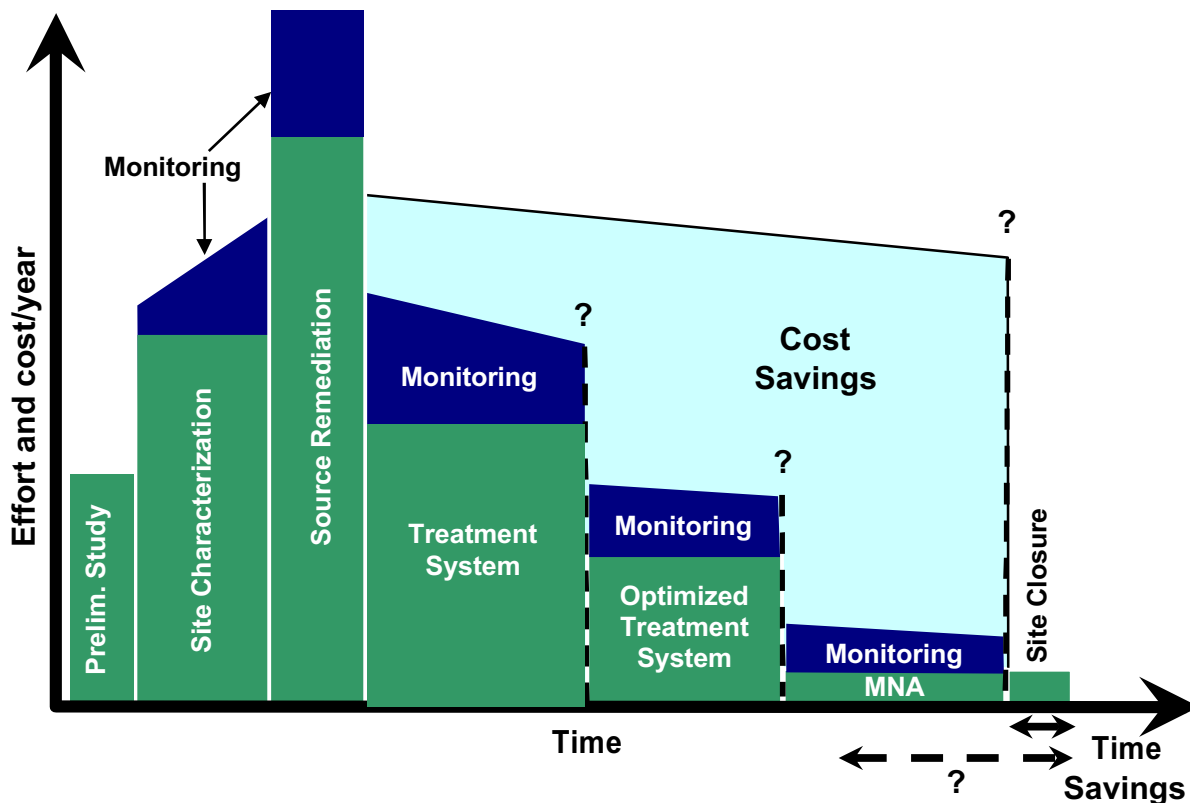 Effort and cost/year
Monitoring
Prelim. Study
Site Characterization
Source Remediation
Monitoring
Treatment
System
?
Monitoring
Optimized
Treatment
System
?
Cost
Savings
Monitoring
MNA
?
Site Closure
Time
?
Time
Savings